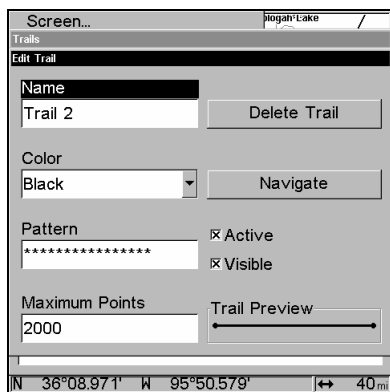 Screen...
Trails
Edit Trail
Name
Trail 2
Delete Trail
Color
Black
Navigate
Pattern
****************
Active
Visible
Maximum Points
2000
Trail Preview
N 36°08.971' W 95°50.579' ↔ 40mi